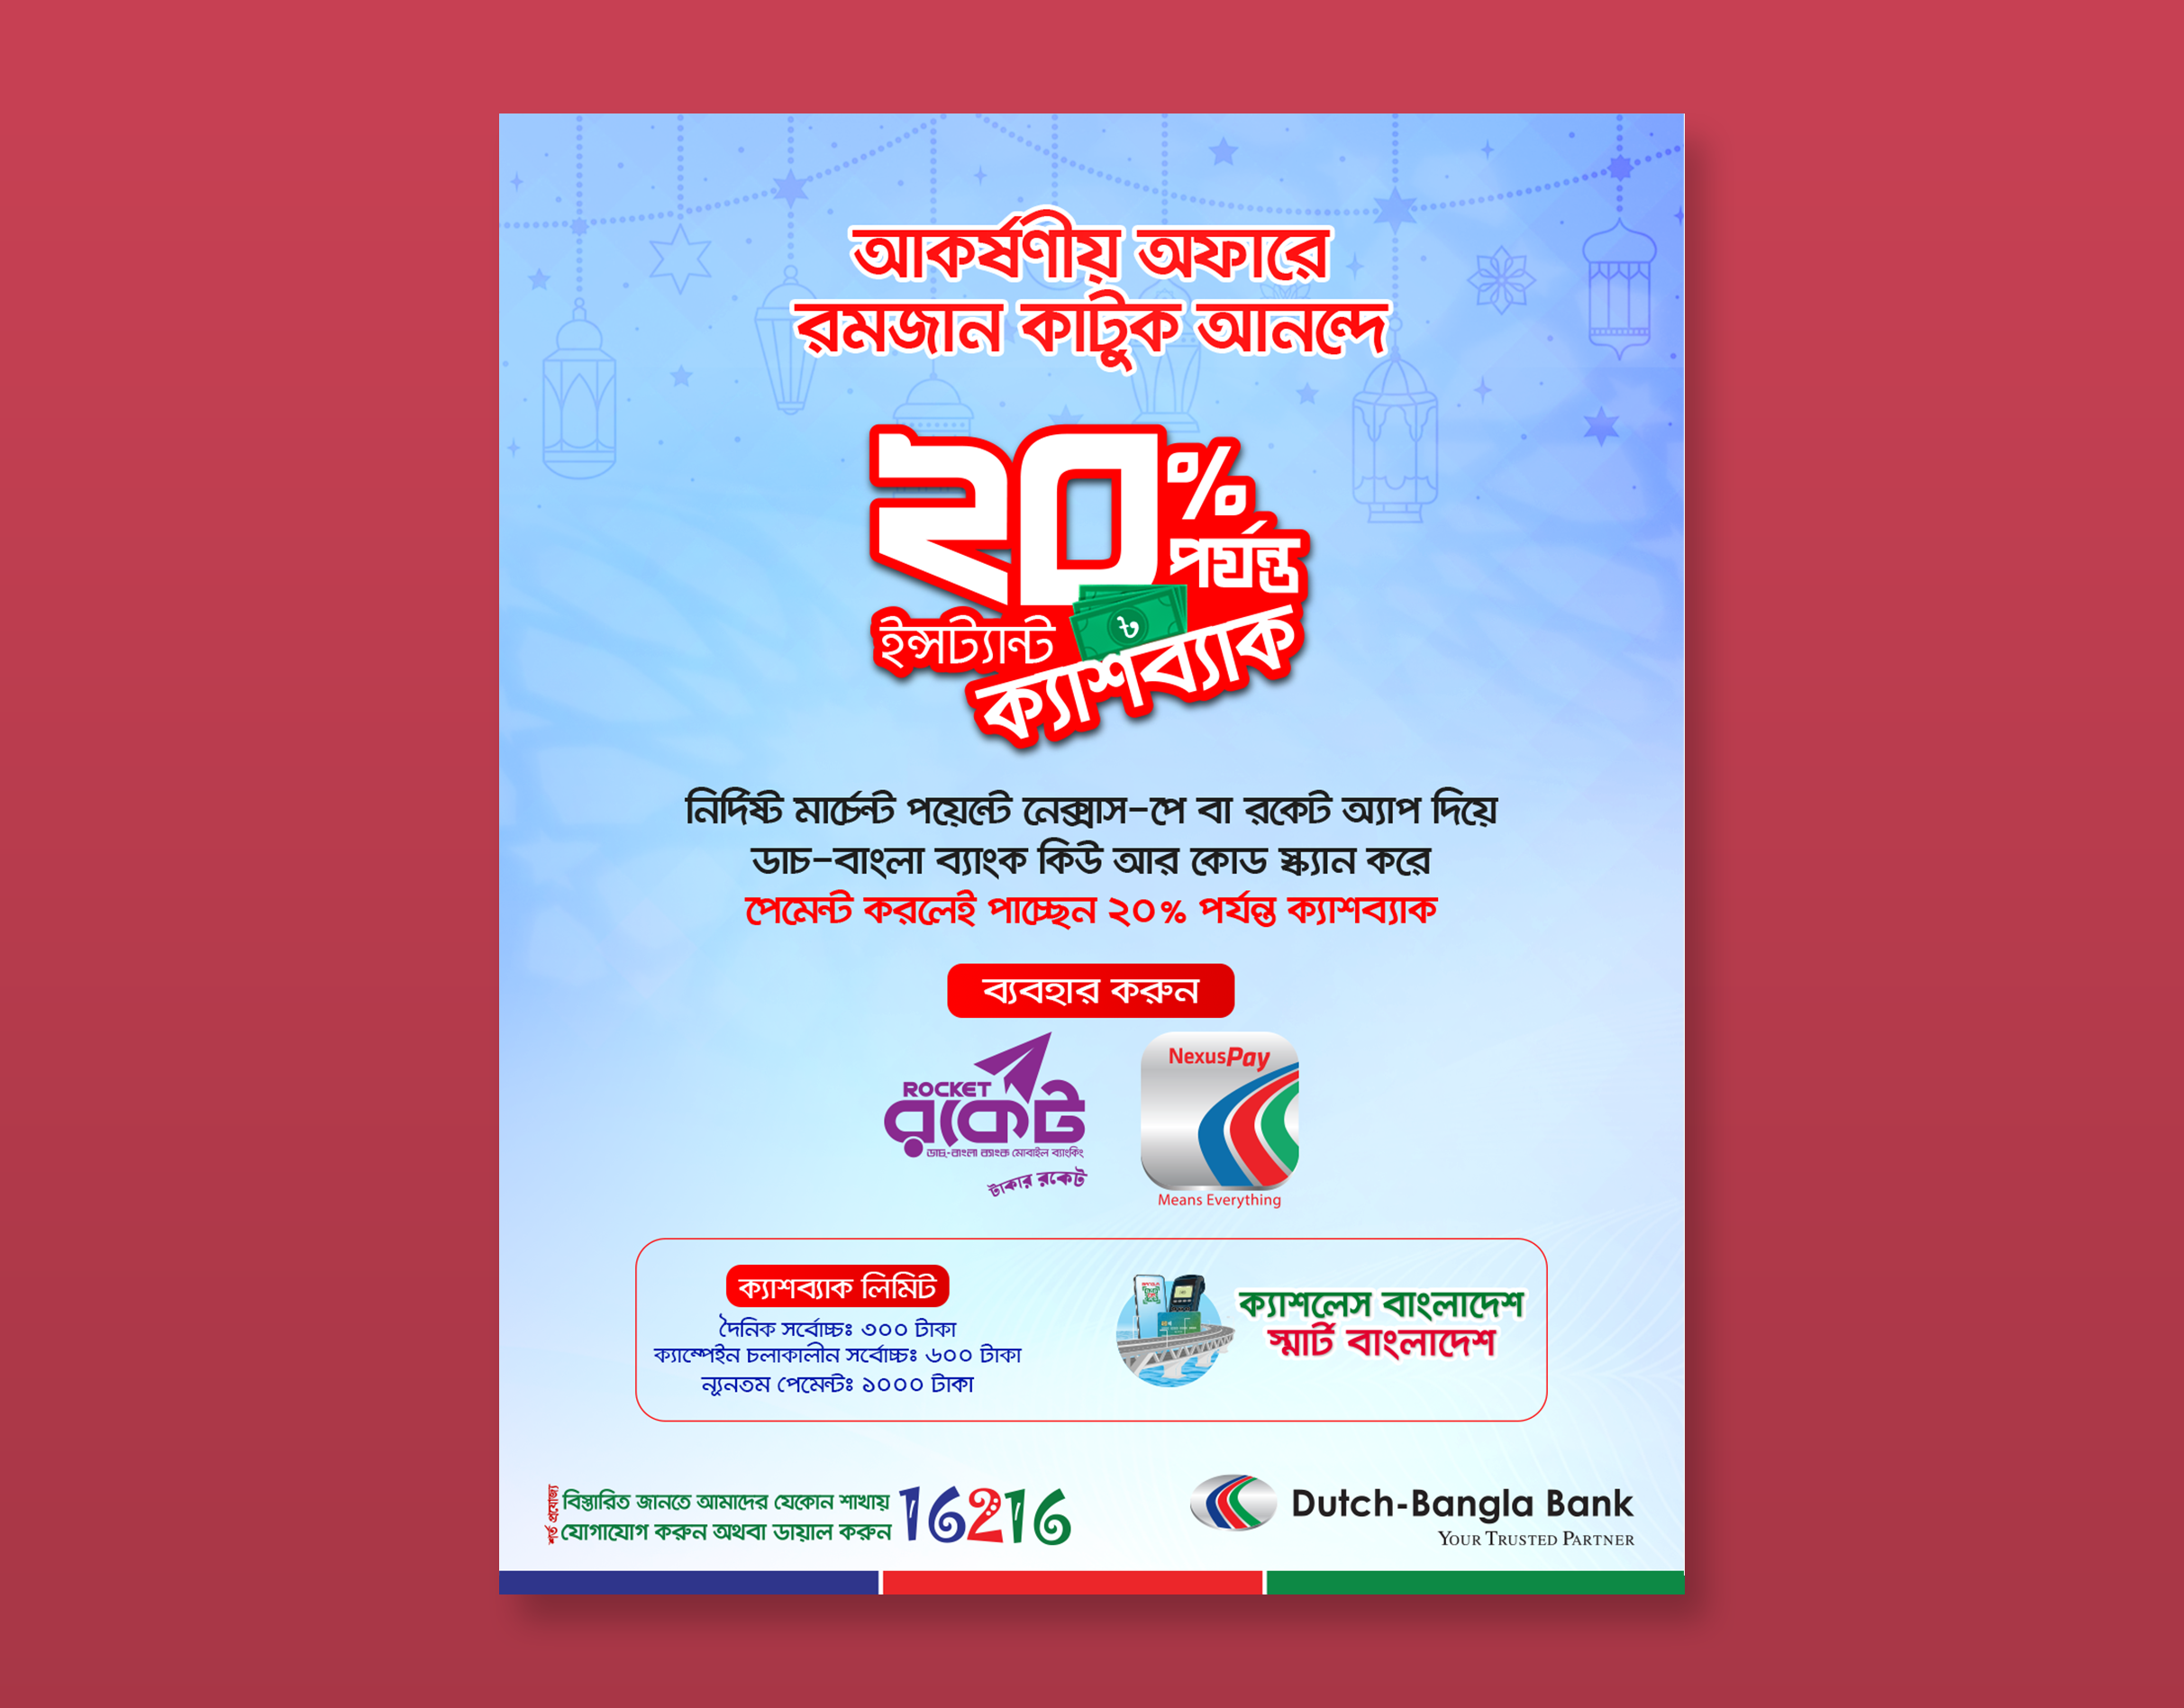 আকর্ষণীয় অফারে
রমজান কাটুক আনন্দে
২০%
পর্যন্ত
ইন্সট্যান্ট
ক্যাশব্যাক
নির্দিষ্ট মার্চেন্ট পয়েন্টে নেক্সাস-পে বা রকেট অ্যাপ দিয়ে
ডাচ-বাংলা ব্যাংক কিউ আর কোড স্ক্যান করে
পেমেন্ট করলেই পাচ্ছেন ২০% পর্যন্ত ক্যাশব্যাক
ব্যবহার করুন
ROCKET
রকেট
ডাচ্-বাংলা ব্যাংক মোবাইল ব্যাংকিং
টাকার রকেট
NexusPay
Means Everything
ক্যাশব্যাক লিমিট
দৈনিক সর্বোচ্চঃ ৩০০ টাকা
ক্যাম্পেইন চলাকালীন সর্বোচ্চঃ ৬০০ টাকা
ন্যূনতম পেমেন্টঃ ১০০০ টাকা
ক্যাশলেস বাংলাদেশ
স্মার্ট বাংলাদেশ
শর্ত প্রযোজ্য
বিস্তারিত জানতে আমাদের যেকোন শাখায়
যোগাযোগ করুন অথবা ডায়াল করুন
16216
Dutch-Bangla Bank
YOUR TRUSTED PARTNER